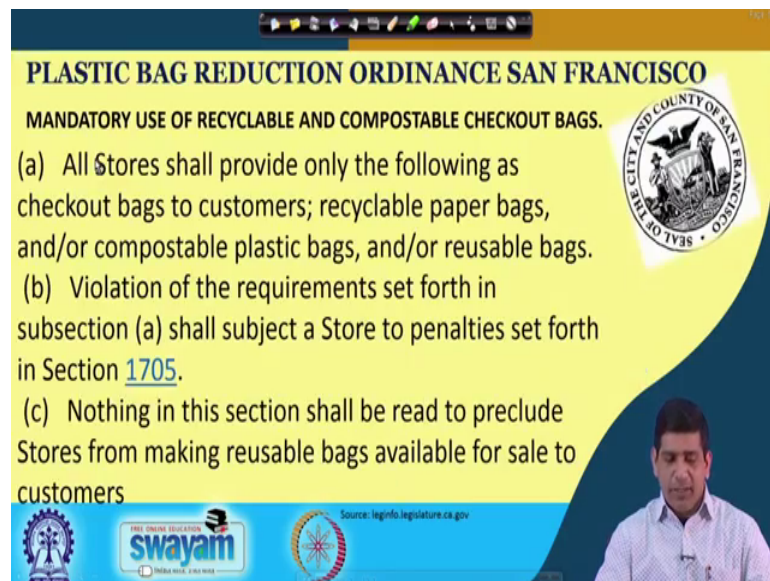 PLASTIC BAG REDUCTION ORDINANCE SAN FRANCISCO
MANDATORY USE OF RECYCLABLE AND COMPOSTABLE CHECKOUT BAGS.
(a) All Stores shall provide only the following as
checkout bags to customers; recyclable paper bags,
and/or compostable plastic bags, and/or reusable bags.
(b) Violation of the requirements set forth in
subsection (a) shall subject a Store to penalties set forth
in Section 1705.
(c) Nothing in this section shall be read to preclude
Stores from making reusable bags available for sale to
customers
SEAL OF THE CITY AND COUNTY OF SAN FRANCISCO
Source: leginfo.legislature.ca.gov
FREE ONLINE EDUCATION
swayam